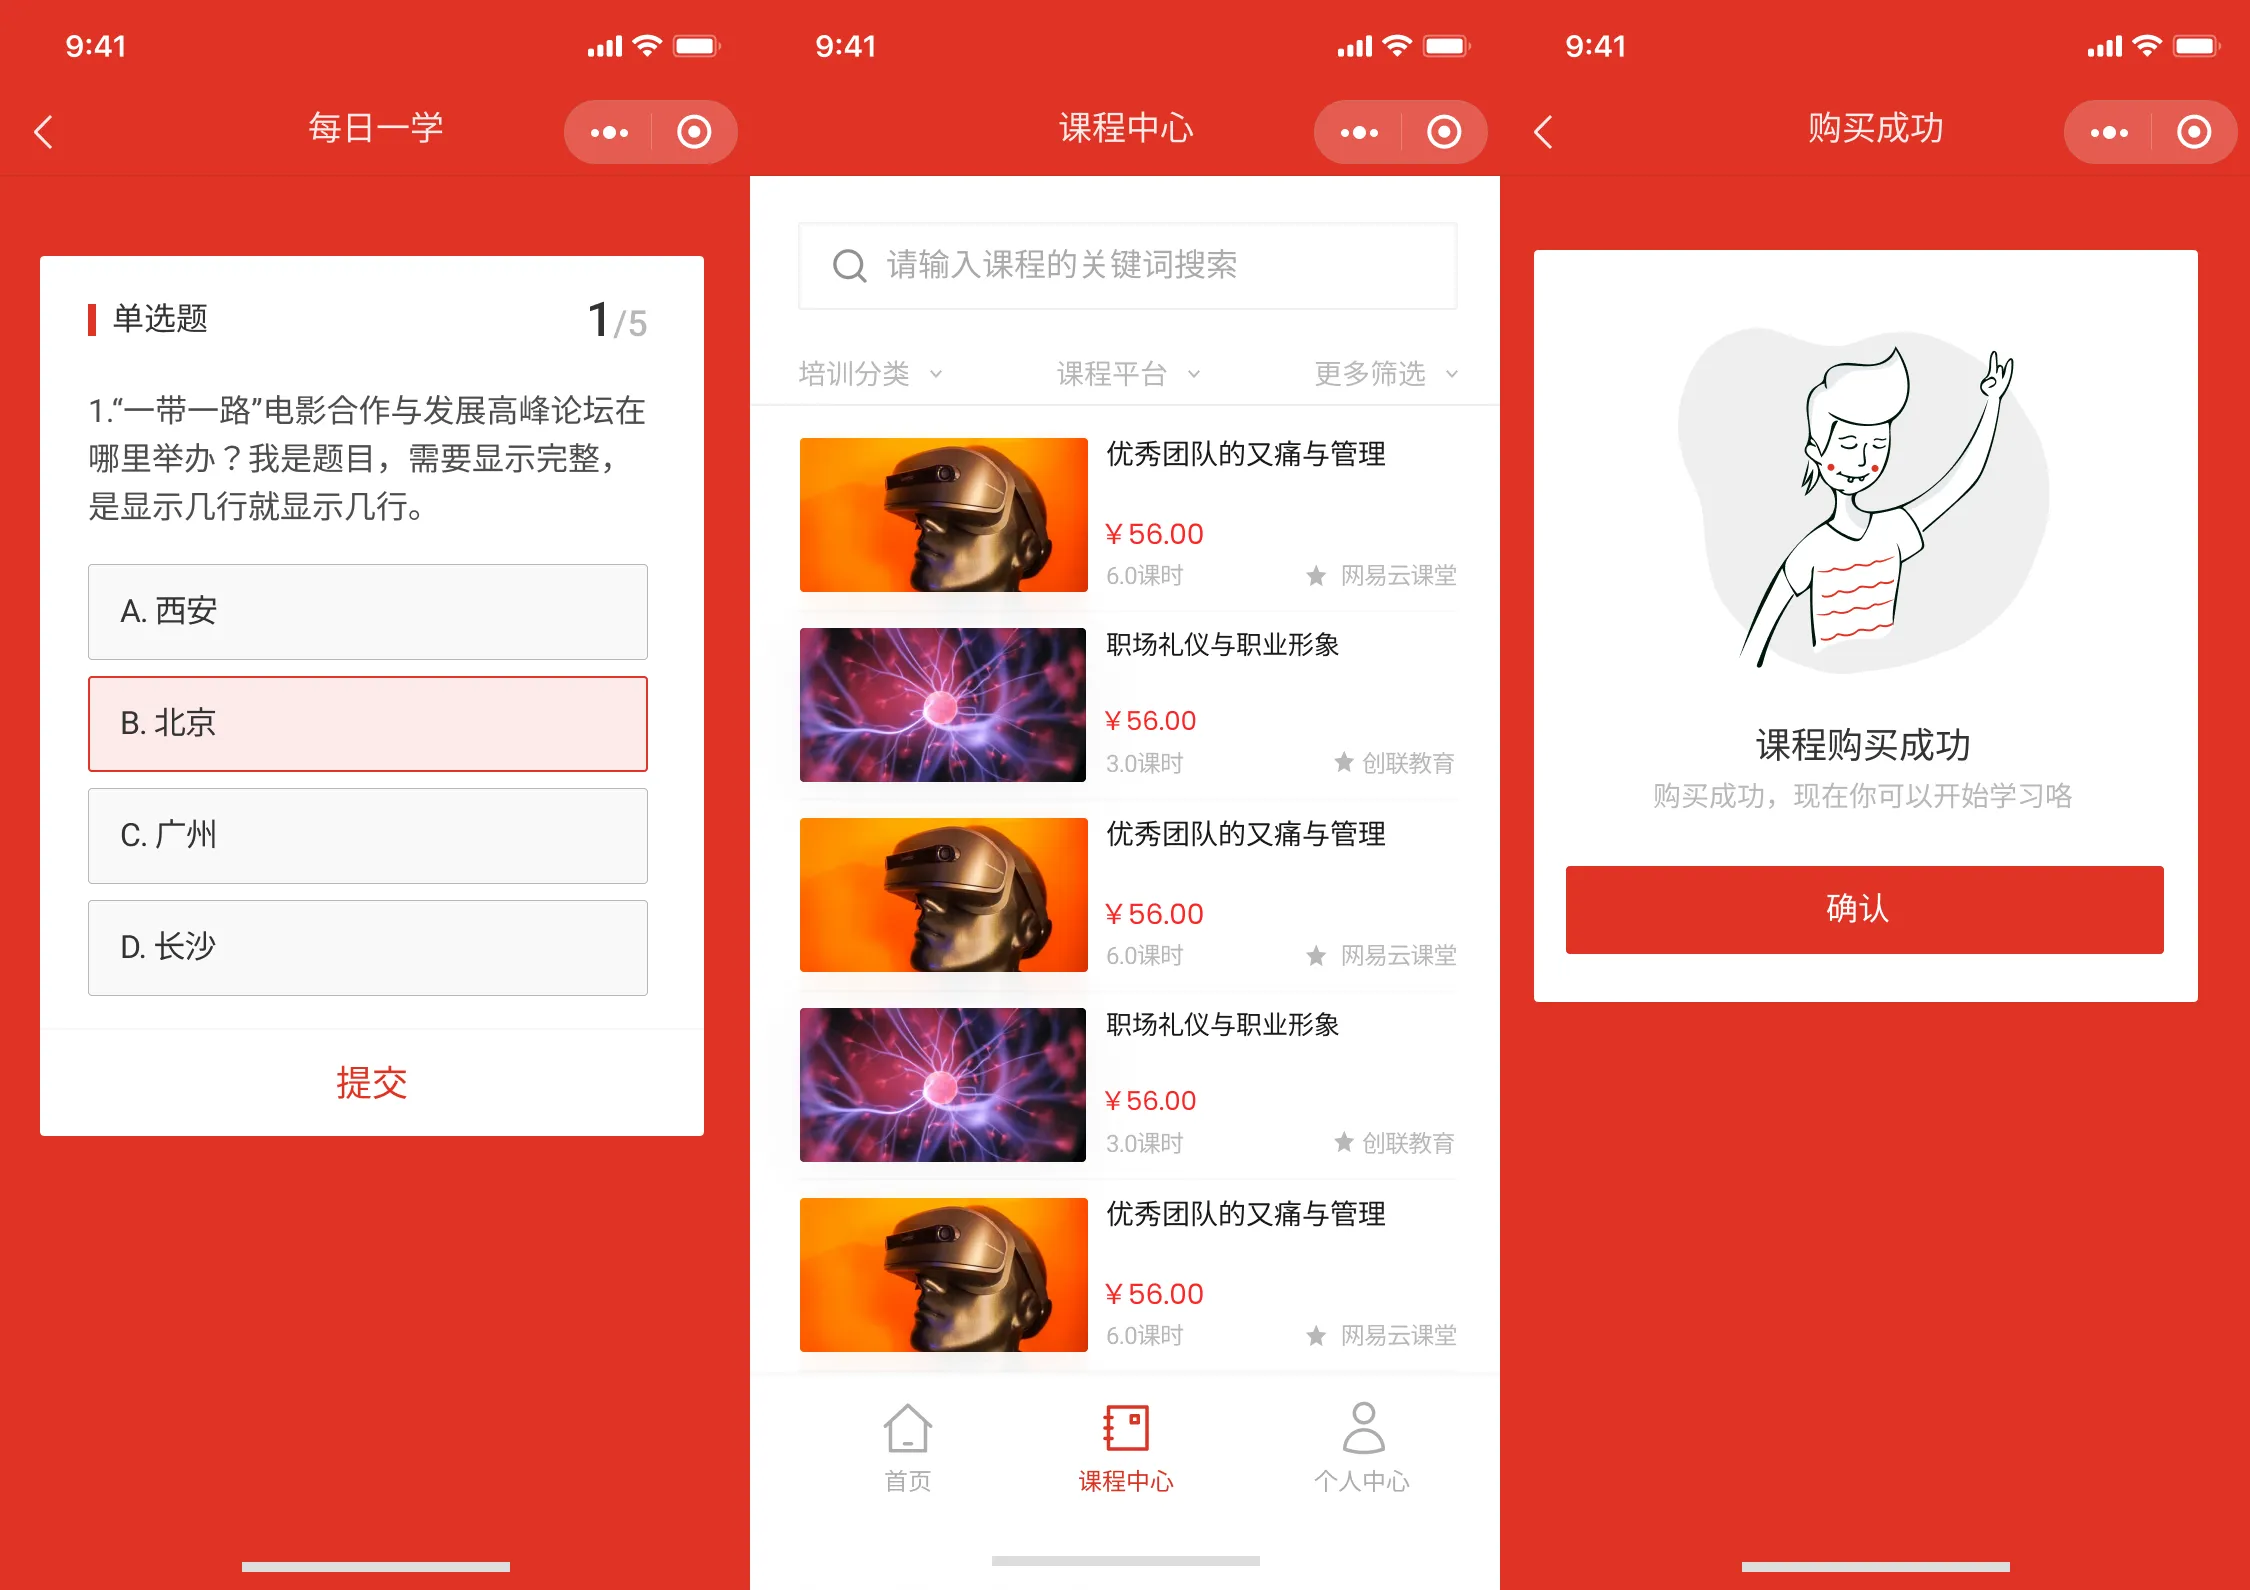 9:41
每日一学
单选题
1/5
1.“一带一路”电影合作与发展高峰论坛在
哪里举办？我是题目，需要显示完整，
是显示几行就显示几行。
A. 西安
B. 北京
C. 广州
D. 长沙
提交
9:41
课程中心
请输入课程的关键词搜索
培训分类
课程平台
更多筛选
优秀团队的又痛与管理
￥56.00
6.0课时
网易云课堂
职场礼仪与职业形象
￥56.00
3.0课时
创联教育
优秀团队的又痛与管理
￥56.00
6.0课时
网易云课堂
职场礼仪与职业形象
￥56.00
3.0课时
创联教育
优秀团队的又痛与管理
￥56.00
6.0课时
网易云课堂
首页
课程中心
个人中心
9:41
购买成功
课程购买成功
购买成功，现在你可以开始学习咯
确认